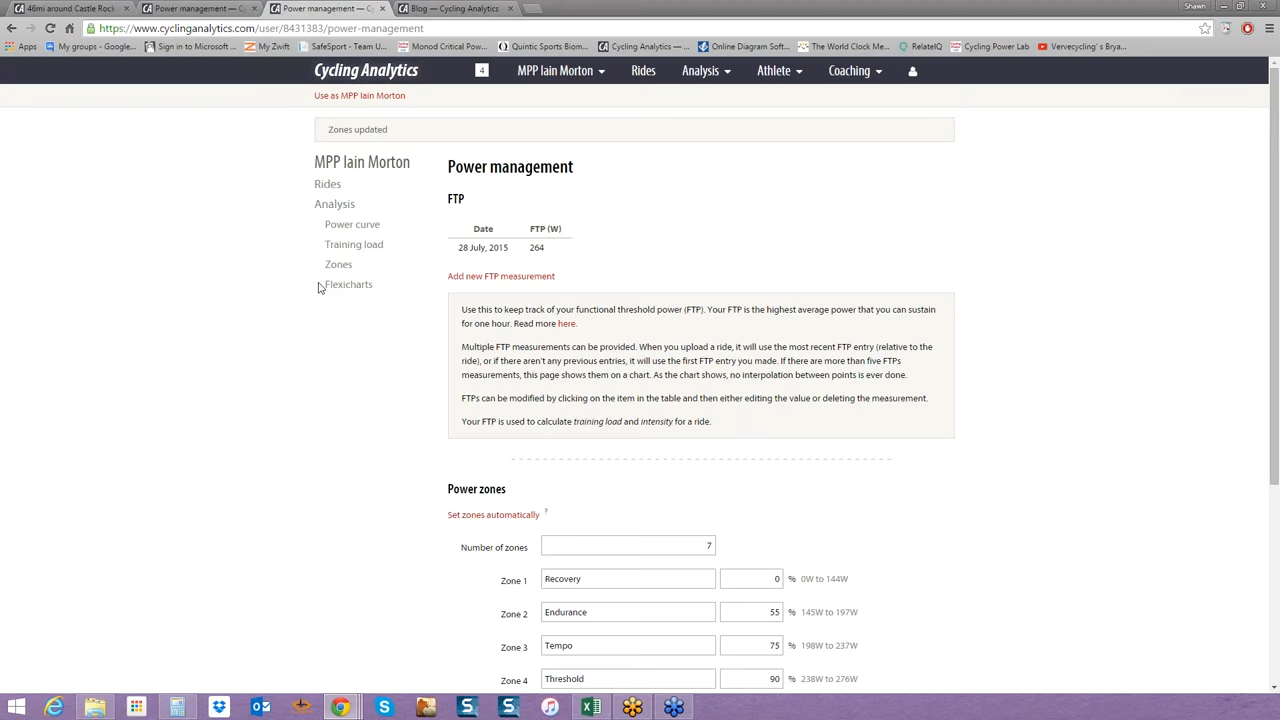 46mi around Castle Rock
Power management — Cy
Power management — Cy
Blog — Cycling Analytics
Shawn
https://www.cyclinganalytics.com/user/8431383/power-management
Apps
My groups - Google...
Sign in to Microsoft ...
My Zwift
SafeSport - Team U...
Monod Critical Pow...
Quintic Sports Biom...
Cycling Analytics — ...
Online Diagram Soft...
The World Clock Me...
RelateIQ
Cycling Power Lab
Vervecycling' s Brya...
Cycling Analytics
4
MPP Iain Morton
Rides
Analysis
Athlete
Coaching
Use as MPP Iain Morton
Zones updated
MPP Iain Morton
Rides
Analysis
Power curve
Training load
Zones
Flexicharts
Power management
FTP
Date FTP (W)
28 July, 2015 264
Add new FTP measurement
Use this to keep track of your functional threshold power (FTP). Your FTP is the highest average power that you can sustain
for one hour. Read more here.
Multiple FTP measurements can be provided. When you upload a ride, it will use the most recent FTP entry (relative to the
ride), or if there aren't any previous entries, it will use the first FTP entry you made. If there are more than five FTPs
measurements, this page shows them on a chart. As the chart shows, no interpolation between points is ever done.
FTPs can be modified by clicking on the item in the table and then either editing the value or deleting the measurement.
Your FTP is used to calculate training load and intensity for a ride.
Power zones
Set zones automatically ?
Number of zones 7
Zone 1 Recovery 0 % 0W to 144W
Zone 2 Endurance 55 % 145W to 197W
Zone 3 Tempo 75 % 198W to 237W
Zone 4 Threshold 90 % 238W to 276W